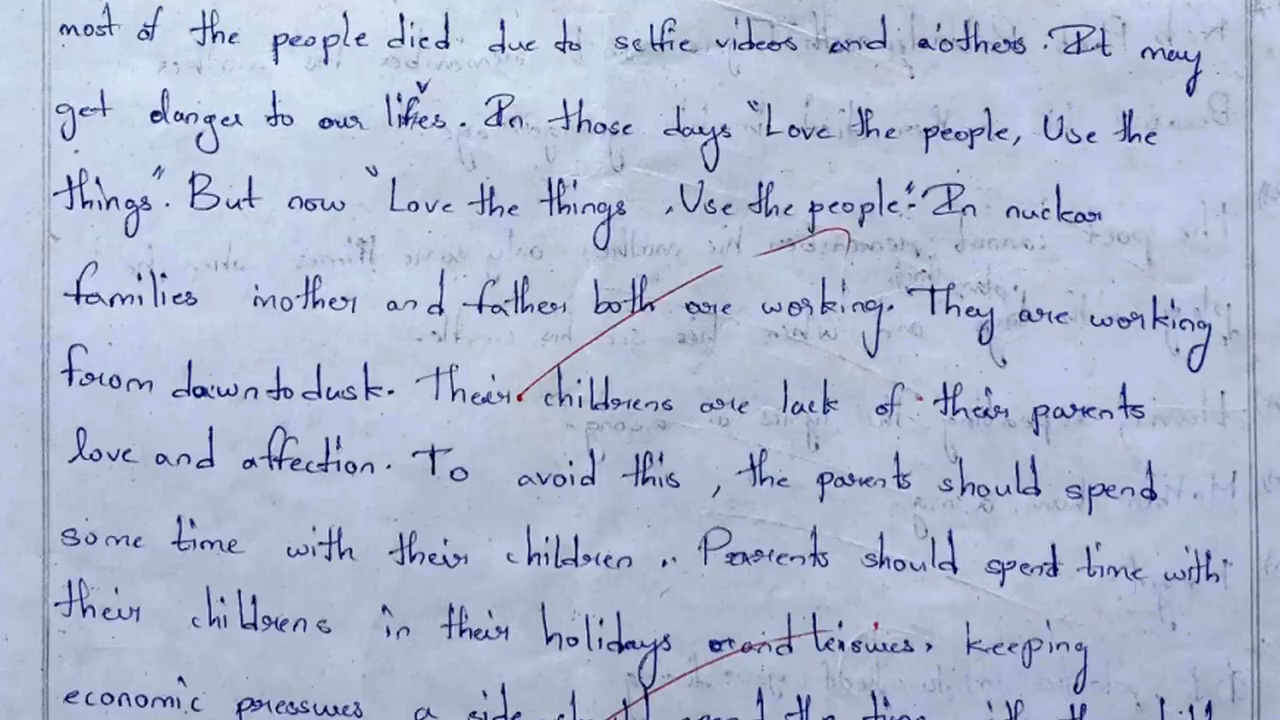 most of the people died due to selfie videos and aothers. It may
get danger to our lives. In those days "Love the people, Use the
things". But now "Love the things, Use the people". In nuckar
families mother and father both are working. They are working
from dawn to dusk. Their childrens are lack of their parents
love and affection. To avoid this, the parents should spend
some time with their children. Parents should spend time with
their childrens in their holidays and leisures, keeping
economic pressures a side